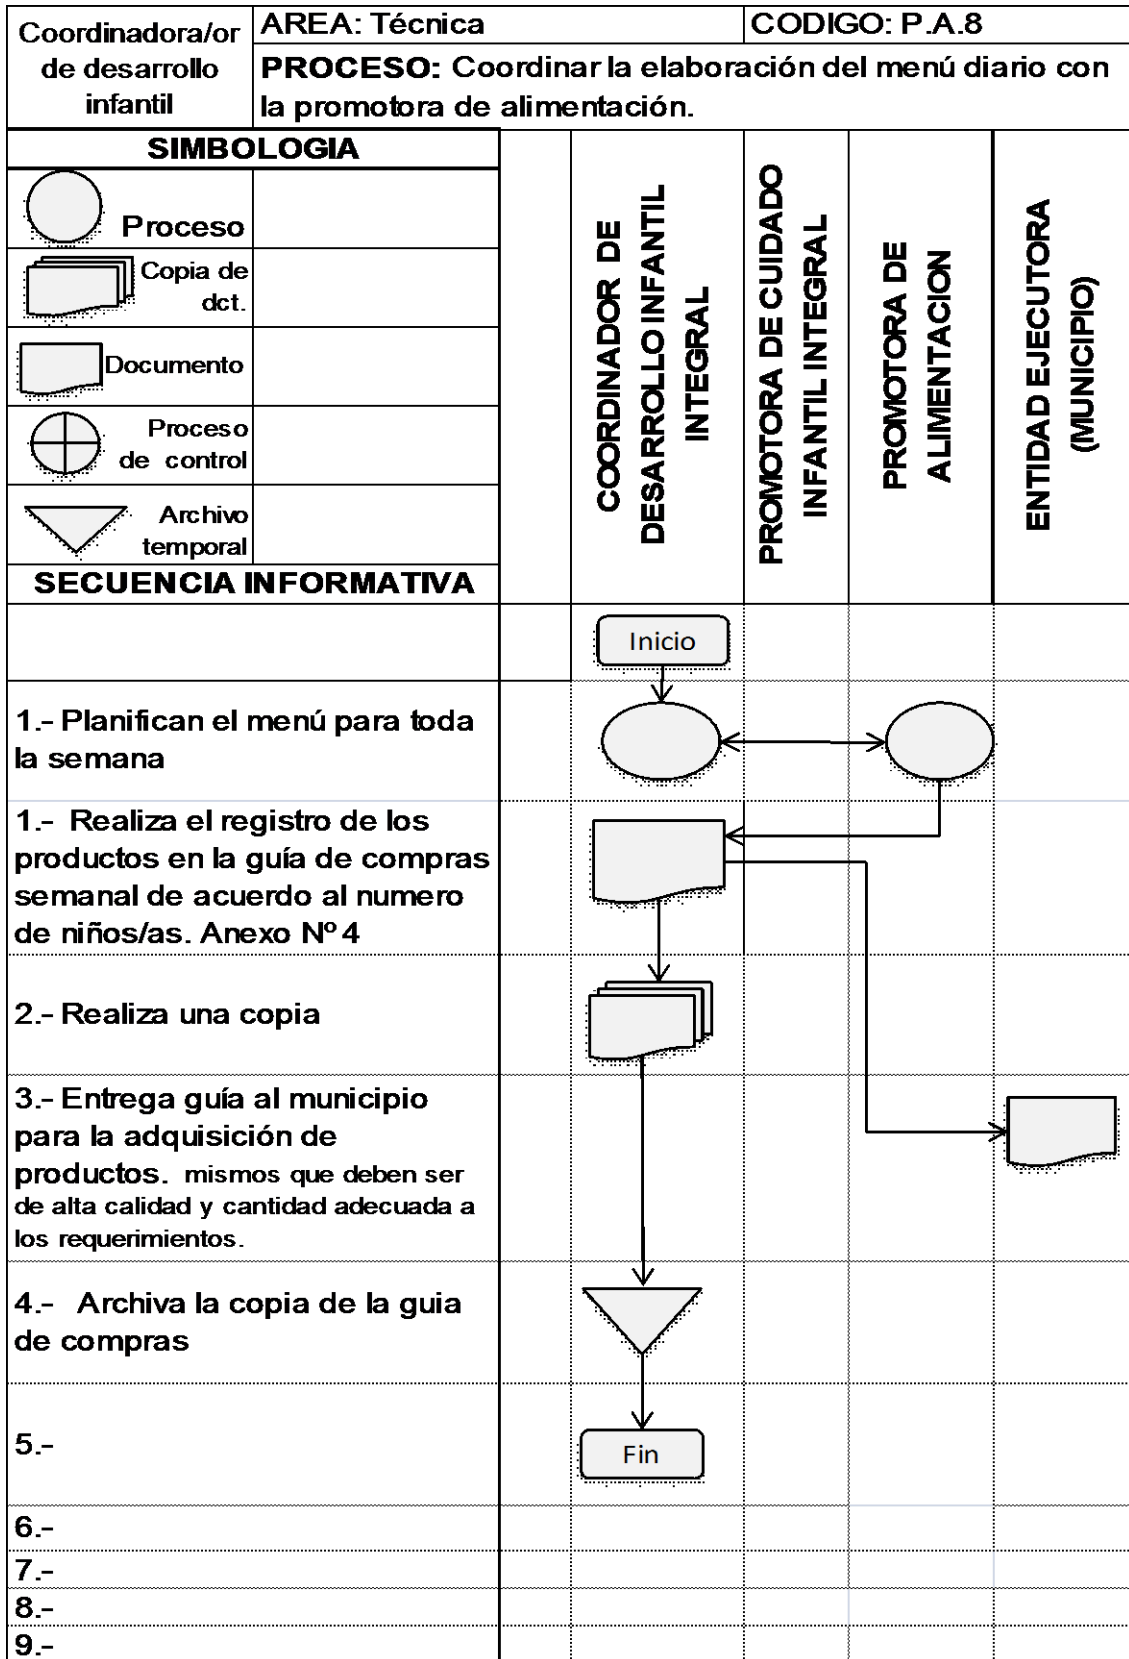 Coordinadora/or
de desarrollo
infantil
AREA: Técnica
CODIGO: P.A.8
PROCESO: Coordinar la elaboración del menú diario con
la promotora de alimentación.
SIMBOLOGIA
Proceso
Copia de
dct.
Documento
Proceso
de control
Archivo
temporal
COORDINADOR DE
DESARROLLO INFANTIL
INTEGRAL
PROMOTORA DE CUIDADO
INFANTIL INTEGRAL
PROMOTORA DE
ALIMENTACION
ENTIDAD EJECUTORA
(MUNICIPIO)
SECUENCIA INFORMATIVA
Inicio
1.- Planifican el menú para toda
la semana
1.- Realiza el registro de los
productos en la guía de compras
semanal de acuerdo al numero
de niños/as. Anexo Nº 4
2.- Realiza una copia
3.- Entrega guía al municipio
para la adquisición de
productos. mismos que deben ser
de alta calidad y cantidad adecuada a
los requerimientos.
4.- Archiva la copia de la guia
de compras
5.-
Fin
6.-
7.-
8.-
9.-